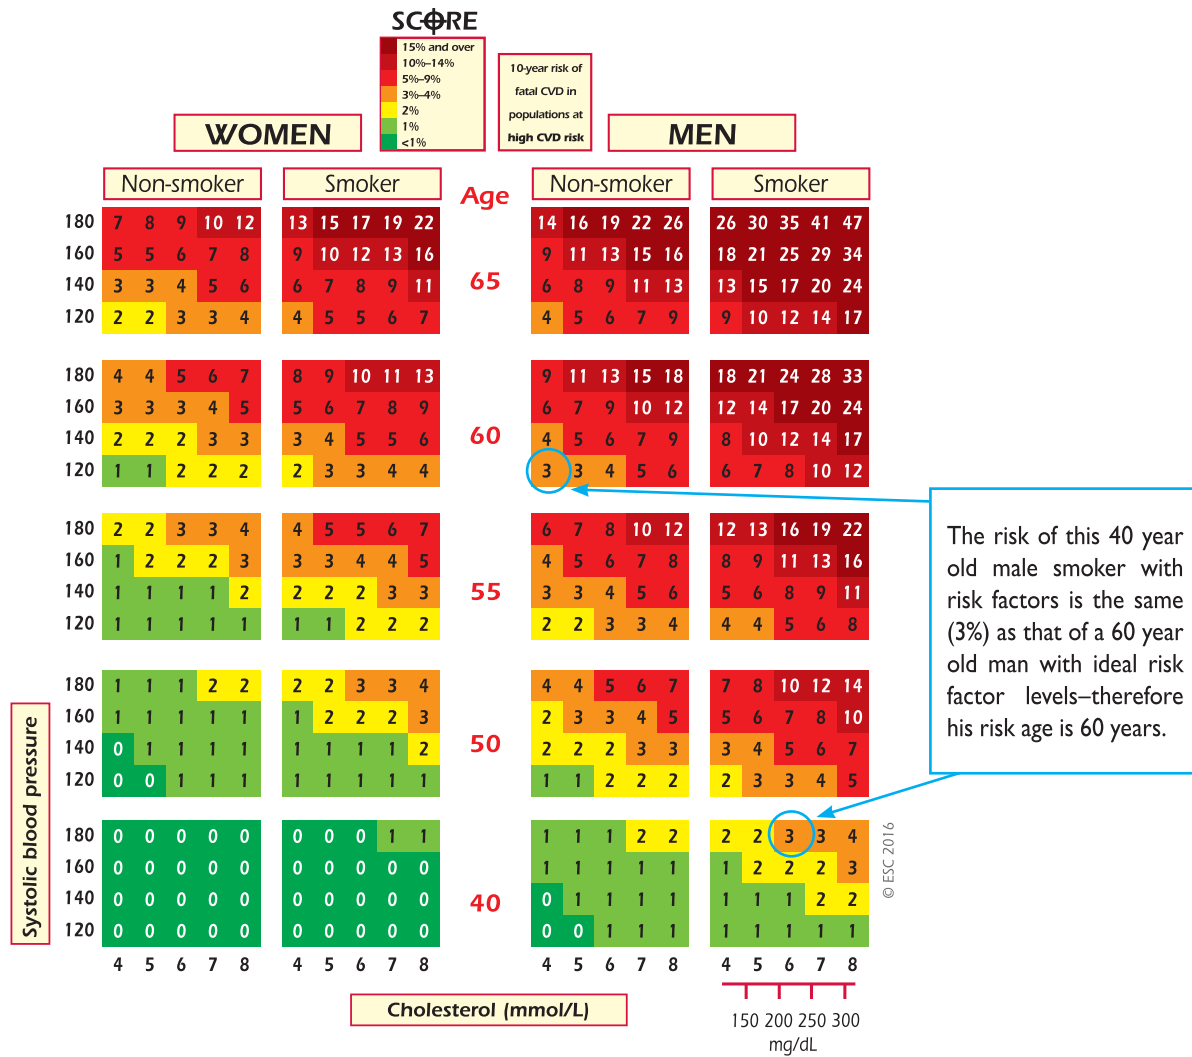 SCORE
15% and over
10%–14%
5%–9%
3%–4%
2%
1%
<1%
10-year risk of
fatal CVD in
populations at
high CVD risk
WOMEN
MEN
Non-smoker Smoker Age Non-smoker Smoker
180 7 8 9 10 12 13 15 17 19 22 14 16 19 22 26 26 30 35 41 47
160 5 5 6 7 8 9 10 12 13 16 9 11 13 15 16 18 21 25 29 34
65
140 3 3 4 5 6 6 7 8 9 11 6 8 9 11 13 13 15 17 20 24
120 2 2 3 3 4 4 5 5 6 7 4 5 6 7 9 9 10 12 14 17
180 4 4 5 6 7 8 9 10 11 13 9 11 13 15 18 18 21 24 28 33
160 3 3 3 4 5 5 6 7 8 9 6 7 9 10 12 12 14 17 20 24
60
140 2 2 2 3 3 3 4 5 5 6 4 5 6 7 9 8 10 12 14 17
120 1 1 2 2 2 2 3 3 4 4 3 3 4 5 6 6 7 8 10 12
180 2 2 3 3 4 4 5 5 6 7 6 7 8 10 12 12 13 16 19 22
160 1 2 2 2 3 3 3 4 4 5 4 5 6 7 8 8 9 11 13 16
55
140 1 1 1 1 2 2 2 2 3 3 3 3 4 5 6 5 6 8 9 11
120 1 1 1 1 1 1 1 2 2 2 2 2 3 3 4 4 4 5 6 8
180 1 1 1 2 2 2 2 3 3 4 4 4 5 6 7 7 8 10 12 14
160 1 1 1 1 1 1 2 2 2 3 2 3 3 4 5 5 6 7 8 10
50
140 0 1 1 1 1 1 1 1 1 2 2 2 2 3 3 3 4 5 6 7
120 0 0 1 1 1 1 1 1 1 1 1 1 2 2 2 2 3 3 4 5
180 0 0 0 0 0 0 0 0 1 1 1 1 1 2 2 2 2 3 3 4
160 0 0 0 0 0 0 0 0 0 0 1 1 1 1 1 1 2 2 2 3
40
140 0 0 0 0 0 0 0 0 0 0 0 1 1 1 1 1 1 1 2 2
120 0 0 0 0 0 0 0 0 0 0 0 0 1 1 1 1 1 1 1 1
4 5 6 7 8 4 5 6 7 8 4 5 6 7 8 4 5 6 7 8
Systolic blood pressure
Cholesterol (mmol/L)
150 200 250 300
mg/dL
© ESC 2016
The risk of this 40 year
old male smoker with
risk factors is the same
(3%) as that of a 60 year
old man with ideal risk
factor levels–therefore
his risk age is 60 years.